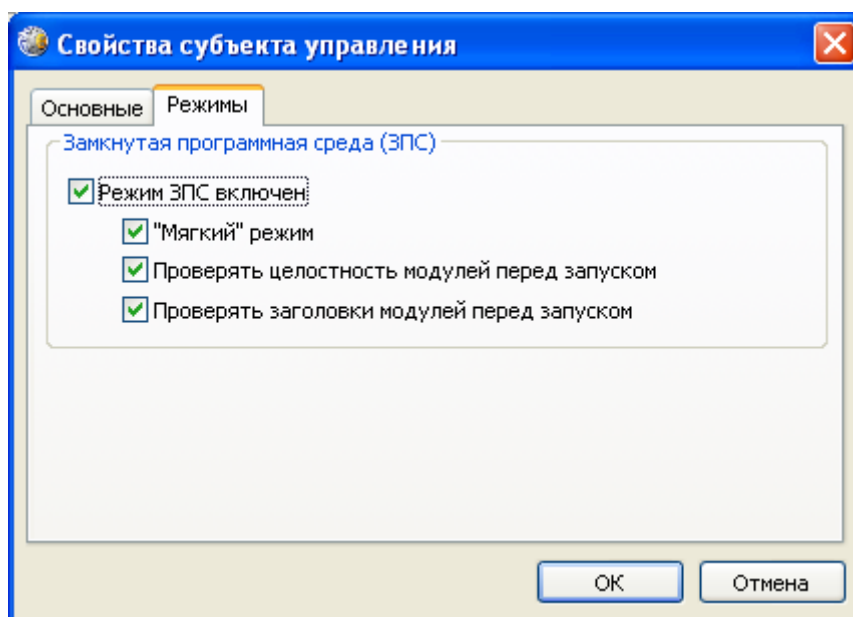 Свойства субъекта управления
Основные
Режимы
Замкнутая программная среда (ЗПС)
Режим ЗПС включен
"Мягкий" режим
Проверять целостность модулей перед запуском
Проверять заголовки модулей перед запуском
ОК
Отмена